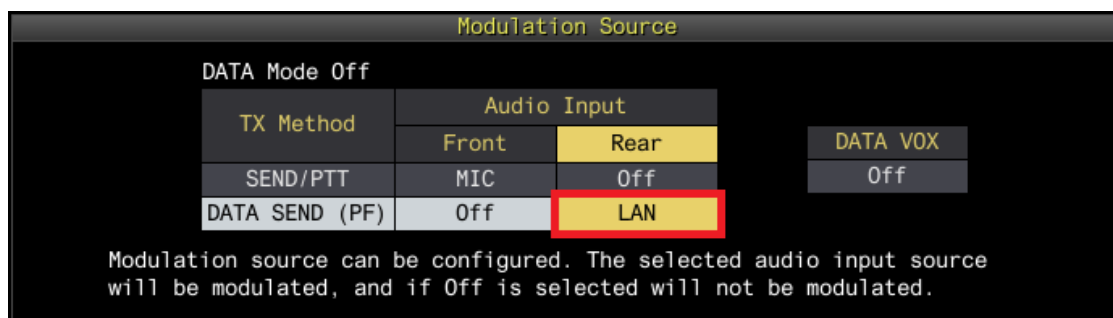 Modulation Source
DATA Mode Off
TX Method
Audio Input
Front Rear
DATA VOX
SEND/PTT MIC Off
Off
DATA SEND (PF) Off LAN
Modulation source can be configured. The selected audio input source
will be modulated, and if Off is selected will not be modulated.